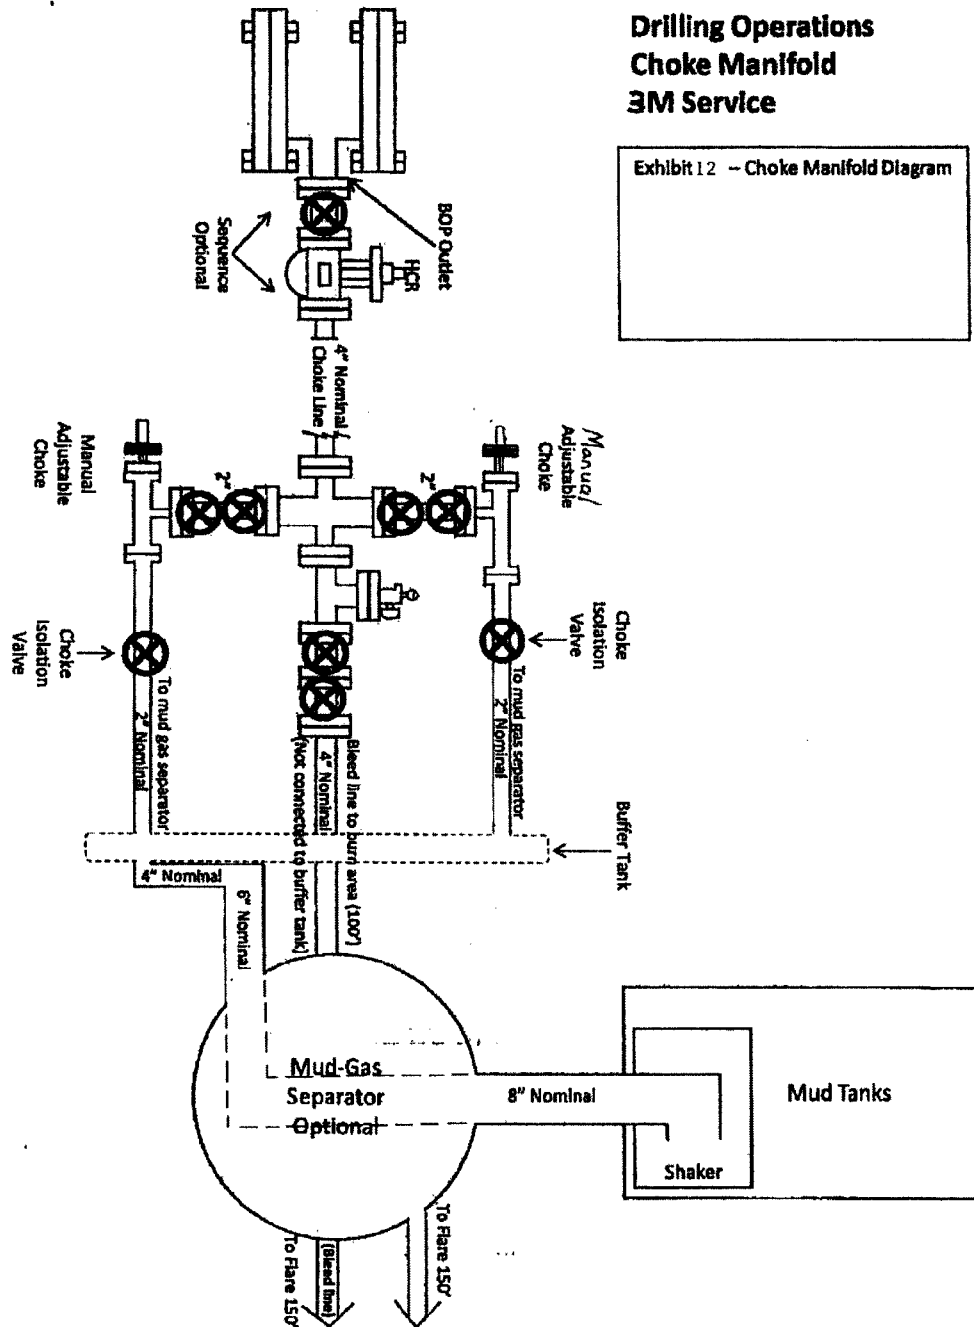 Drilling Operations
Choke Manifold
3M Service
Exhibit 12 – Choke Manifold Diagram
BOP Outlet
HCR
Sequence
Optional
4" Nominal
Choke Line
Manual
Adjustable
Choke
2"
2"
Manual
Adjustable
Choke
Choke
Isolation
Valve
Choke
Isolation
Valve
To mud gas separator
2" Nominal
Bleed line to burn area (100')
4" Nominal
(Not connected to buffer tank)
To mud gas separator
2" Nominal
Buffer Tank
4" Nominal
6" Nominal
Mud-Gas
Separator
Optional
8" Nominal
Mud Tanks
Shaker
To Flare 150'
(Bleed line)
To Flare 150'